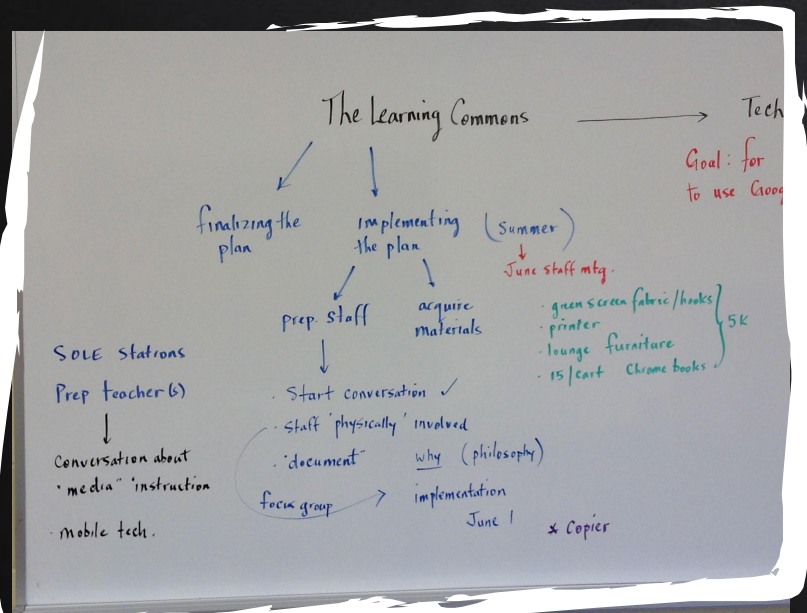 The Learning Commons
Tech
Goal: for
to use Goog
finalizing the
plan
implementing
the plan
(Summer)
June staff mtg.
prep. staff
acquire
materials
· green screen fabric/hooks
· printer
· lounge furniture
· 15/cart Chrome books
5K
SOLE Stations
Prep teacher(s)
Conversation about
"media" instruction
· mobile tech.
· Start conversation ✓
· Staff 'physically' involved
· "document" why (philosophy)
focus group
implementation
June 1
* Copier